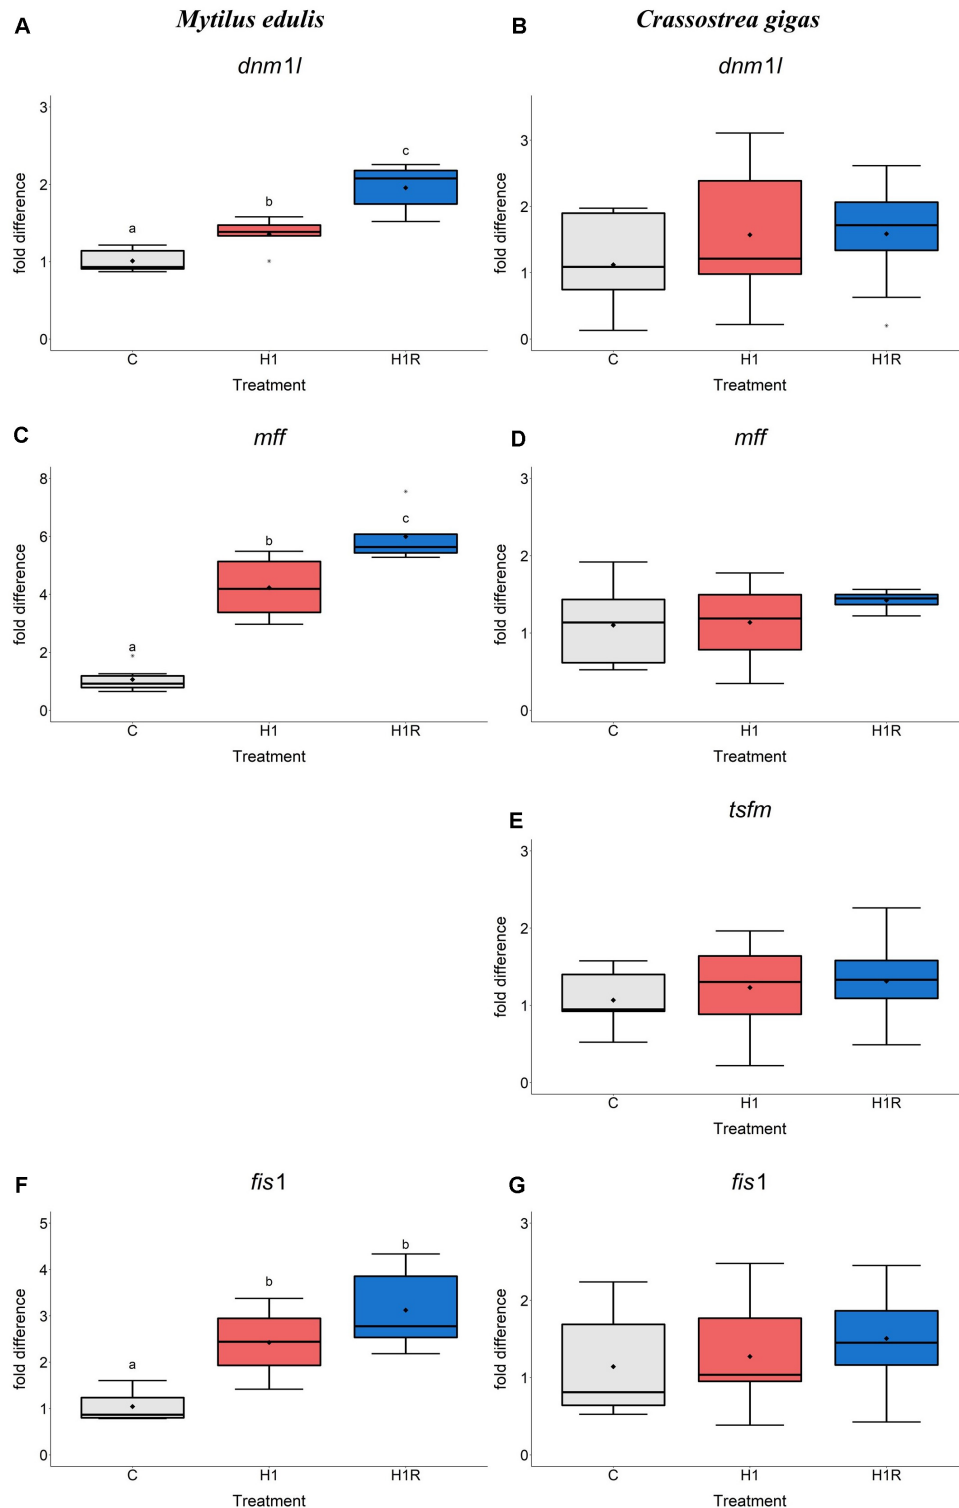 A
Mytilus edulis
B
Crassostrea gigas
dnm1l
3
2
1
0
fold difference
a
b
c
C
H1
H1R
Treatment
dnm1l
3
2
1
0
fold difference
C
H1
H1R
Treatment
C
mff
8
6
4
2
0
fold difference
a
b
c
C
H1
H1R
Treatment
D
mff
3
2
1
0
fold difference
C
H1
H1R
Treatment
E
tsfm
3
2
1
0
fold difference
C
H1
H1R
Treatment
F
fis1
5
4
3
2
1
0
fold difference
a
b
b
C
H1
H1R
Treatment
G
fis1
3
2
1
0
fold difference
C
H1
H1R
Treatment